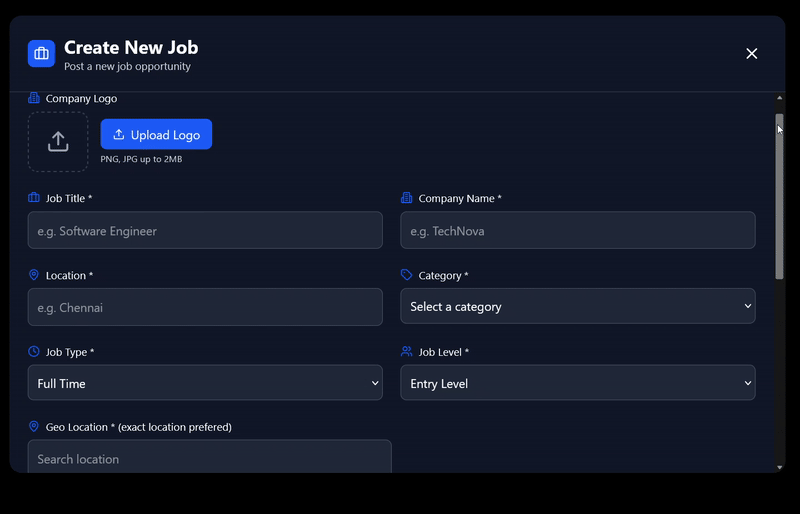 Create New Job
Post a new job opportunity
Company Logo
Upload Logo
PNG, JPG up to 2MB
Job Title *
Company Name *
e.g. Software Engineer
e.g. TechNova
Location *
Category *
e.g. Chennai
Select a category
Job Type *
Job Level *
Full Time
Entry Level
Geo Location * (exact location prefered)
Search location